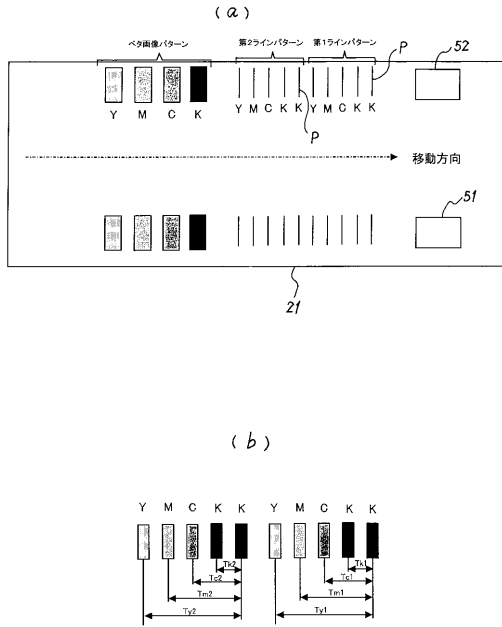 (a)
ベタ画像パターン 第2ラインパターン 第1ラインパターン P 52
Y M C K Y M C K K Y M C K K
P
移動方向
51
21
(b)
Y M C K K Y M C K K
Tk2 Tk1
Tc2 Tc1
Tm2 Tm1
Ty2 Ty1